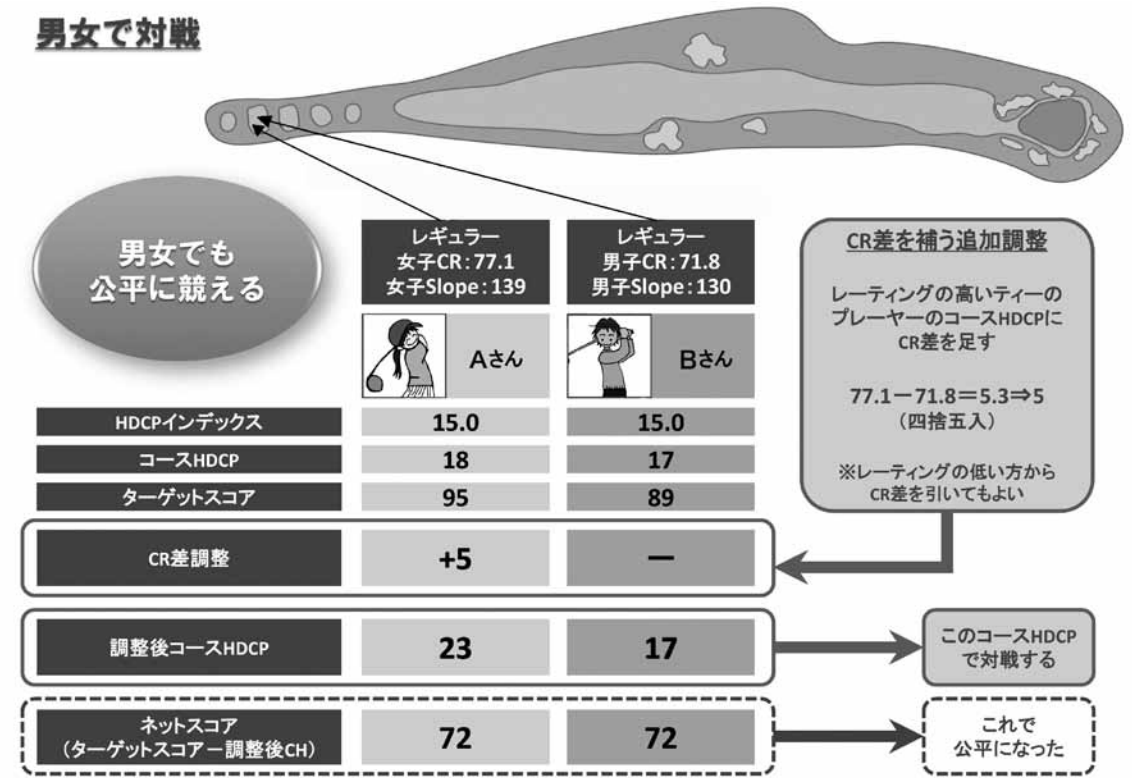 男女で対戦
男女でも
公平に競える
レギュラー
女子CR:77.1
女子Slope:139
レギュラー
男子CR:71.8
男子Slope:130
Aさん
Bさん
HDCPインデックス
15.0
15.0
コースHDCP
18
17
ターゲットスコア
95
89
CR差調整
+5
ー
調整後コースHDCP
23
17
ネットスコア
(ターゲットスコアー調整後CH)
72
72
CR差を補う追加調整
レーティングの高いティーの
プレーヤーのコースHDCPに
CR差を足す
77.1ー71.8=5.3⇒5
(四捨五入)
※レーティングの低い方から
CR差を引いてもよい
このコースHDCP
で対戦する
これで
公平になった